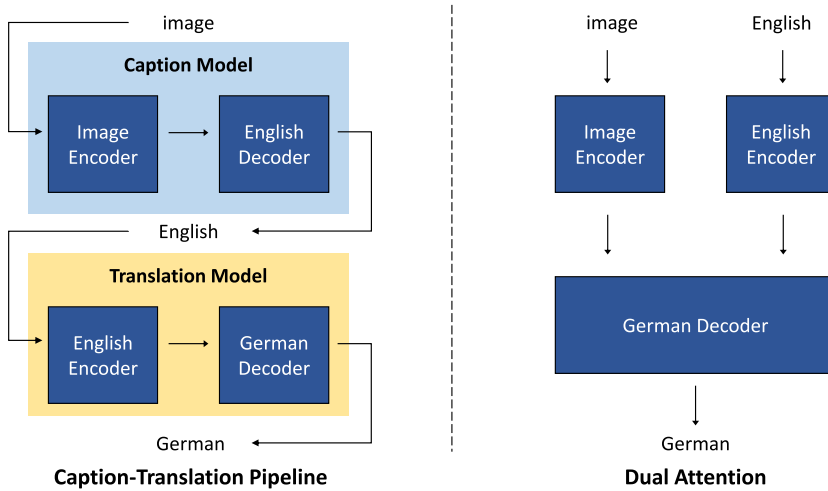 image
Caption Model
Image
Encoder
English
Decoder
English
Translation Model
English
Encoder
German
Decoder
German
Caption-Translation Pipeline
image
English
Image
Encoder
English
Encoder
German Decoder
German
Dual Attention